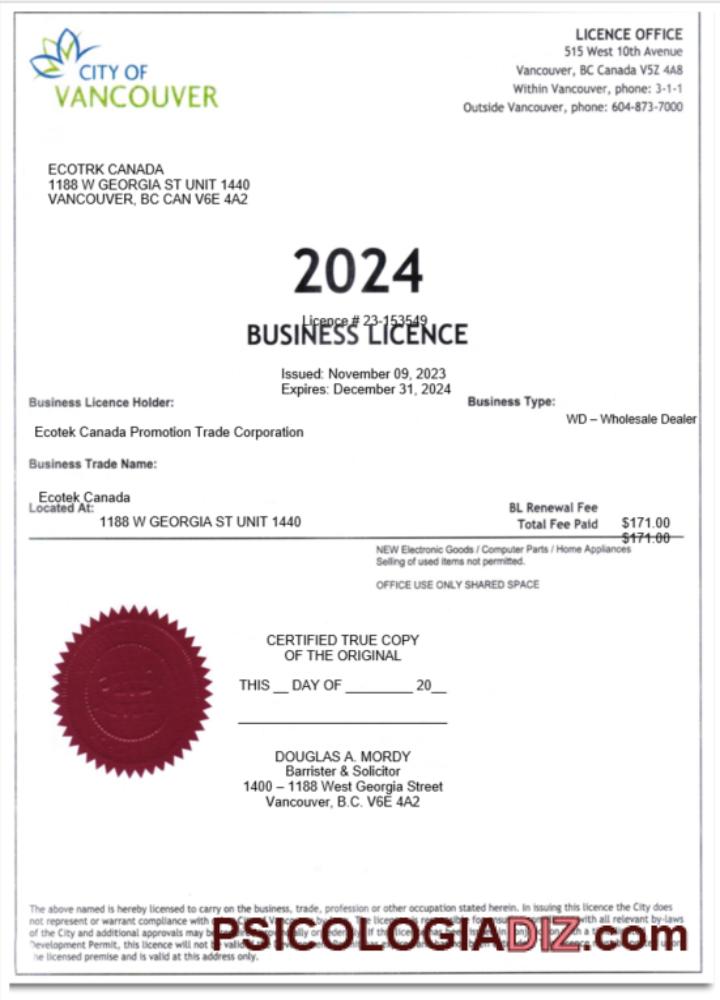 CITY OF
VANCOUVER
LICENCE OFFICE
515 West 10th Avenue
Vancouver, BC Canada V5Z 4A8
Within Vancouver, phone: 3-1-1
Outside Vancouver, phone: 604-873-7000
ECOTRK CANADA
1188 W GEORGIA ST UNIT 1440
VANCOUVER, BC CAN V6E 4A2
2024
Licence # 23-153549
BUSINESS LICENCE
Issued: November 09, 2023
Expires: December 31, 2024
Business Licence Holder:
Business Type:
WD – Wholesale Dealer
Ecotek Canada Promotion Trade Corporation
Business Trade Name:
Ecotek Canada
Located At:
1188 W GEORGIA ST UNIT 1440
BL Renewal Fee
Total Fee Paid $171.00
$171.00
NEW Electronic Goods / Computer Parts / Home Appliances
Selling of used items not permitted.
OFFICE USE ONLY SHARED SPACE
CERTIFIED TRUE COPY
OF THE ORIGINAL
THIS __ DAY OF _________ 20__
DOUGLAS A. MORDY
Barrister & Solicitor
1400 – 1188 West Georgia Street
Vancouver, B.C. V6E 4A2
The above named is hereby licensed to carry on the business, trade, profession or other occupation stated herein. In issuing this licence the City does
not represent or warrant compliance with with all relevant by-laws
of the City and additional approvals may be
Development Permit, this licence will not be valid
the licensed premise and is valid at this address only.
PSICOLOGIADIZ.com